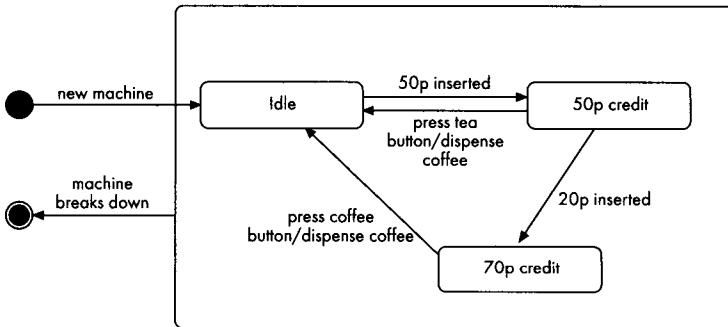 new machine
Idle
50p inserted
50p credit
press tea
button/dispense
coffee
machine
breaks down
20p inserted
press coffee
button/dispense coffee
70p credit